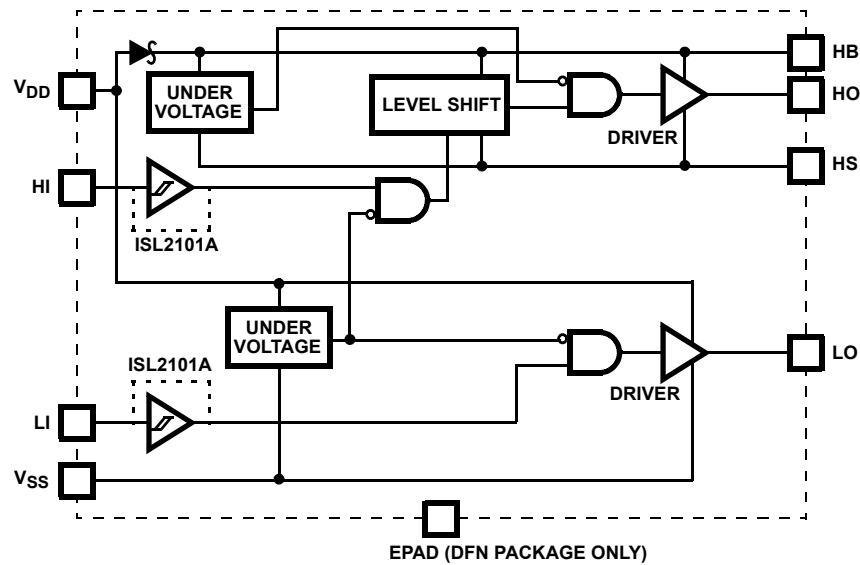 HB
VDD
UNDER
VOLTAGE
LEVEL SHIFT
HO
DRIVER
HS
HI
ISL2101A
UNDER
VOLTAGE
LO
ISL2101A
DRIVER
LI
VSS
EPAD (DFN PACKAGE ONLY)